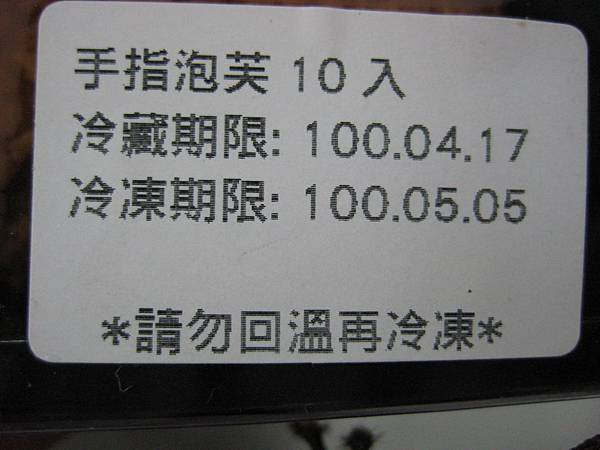 手指泡芙 10 入
冷藏期限: 100.04.17
冷凍期限: 100.05.05
*請勿回溫再冷凍*